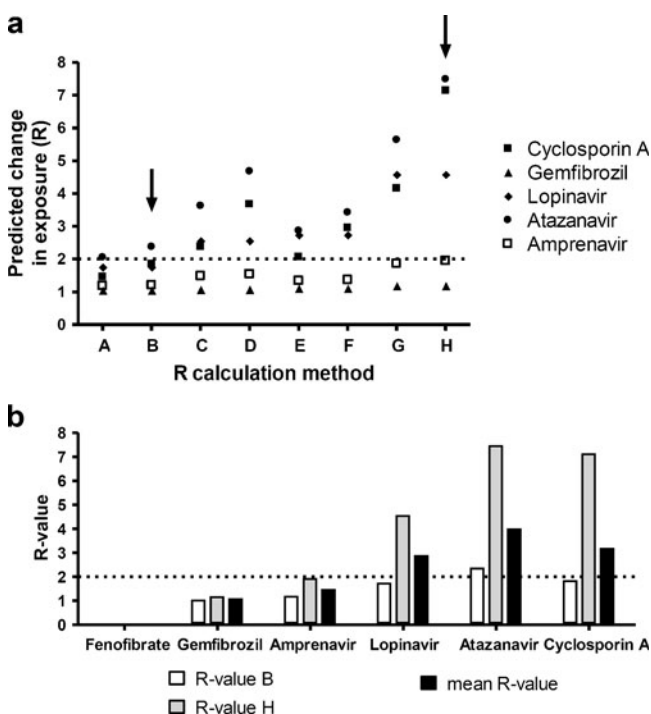 a
Predicted change
in exposure (R)
8
7
6
5
4
3
2
1
0
A B C D E F G H
R calculation method
Cyclosporin A
Gemfibrozil
Lopinavir
Atazanavir
Amprenavir
b
R-value
8
7
6
5
4
3
2
1
0
Fenofibrate Gemfibrozil Amprenavir Lopinavir Atazanavir Cyclosporin A
R-value B
R-value H
mean R-value